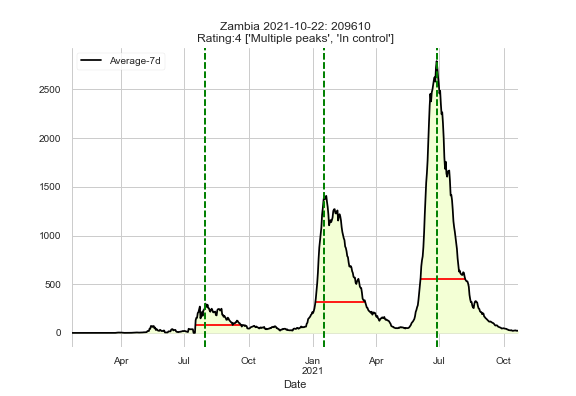 Zambia 2021-10-22: 209610
Rating:4 ['Multiple peaks', 'In control']
Average-7d
2500
2000
1500
1000
500
0
Apr
Jul
Oct
Jan
2021
Apr
Jul
Oct
Date